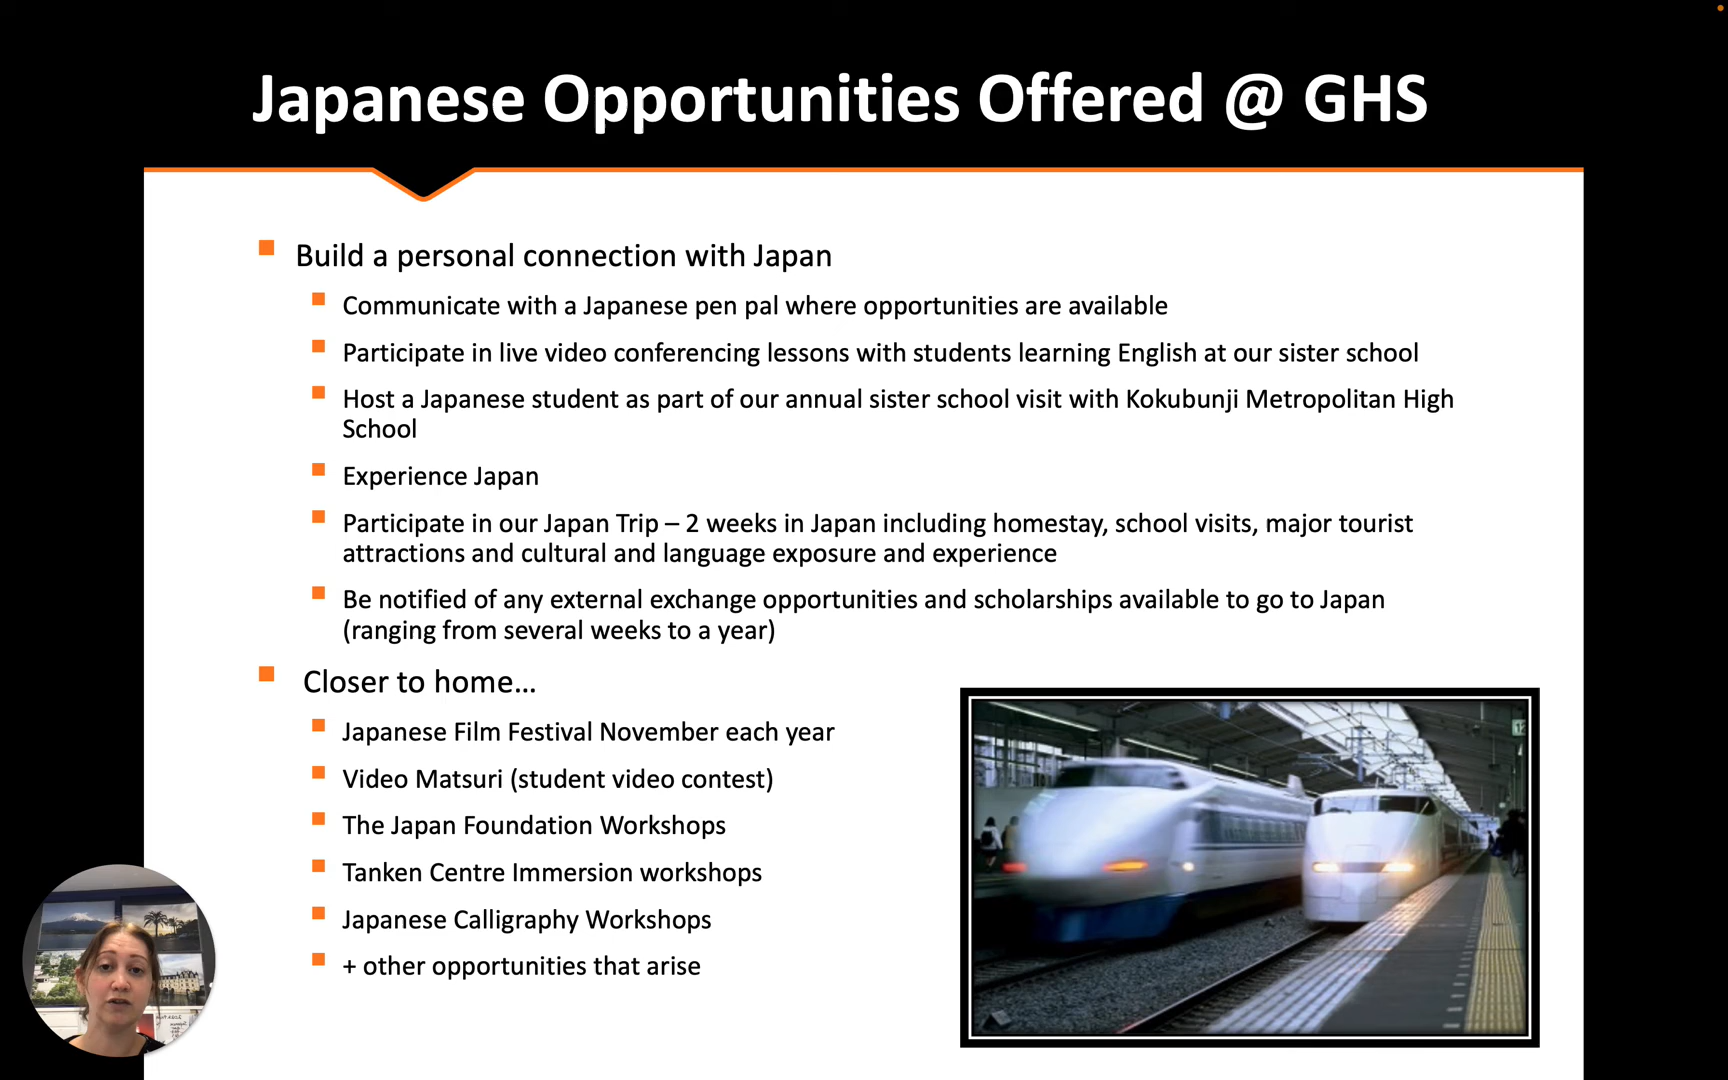 Japanese Opportunities Offered @ GHS
Build a personal connection with Japan
Communicate with a Japanese pen pal where opportunities are available
Participate in live video conferencing lessons with students learning English at our sister school
Host a Japanese student as part of our annual sister school visit with Kokubunji Metropolitan High
School
Experience Japan
Participate in our Japan Trip – 2 weeks in Japan including homestay, school visits, major tourist
attractions and cultural and language exposure and experience
Be notified of any external exchange opportunities and scholarships available to go to Japan
(ranging from several weeks to a year)
Closer to home…
Japanese Film Festival November each year
Video Matsuri (student video contest)
The Japan Foundation Workshops
Tanken Centre Immersion workshops
Japanese Calligraphy Workshops
+ other opportunities that arise